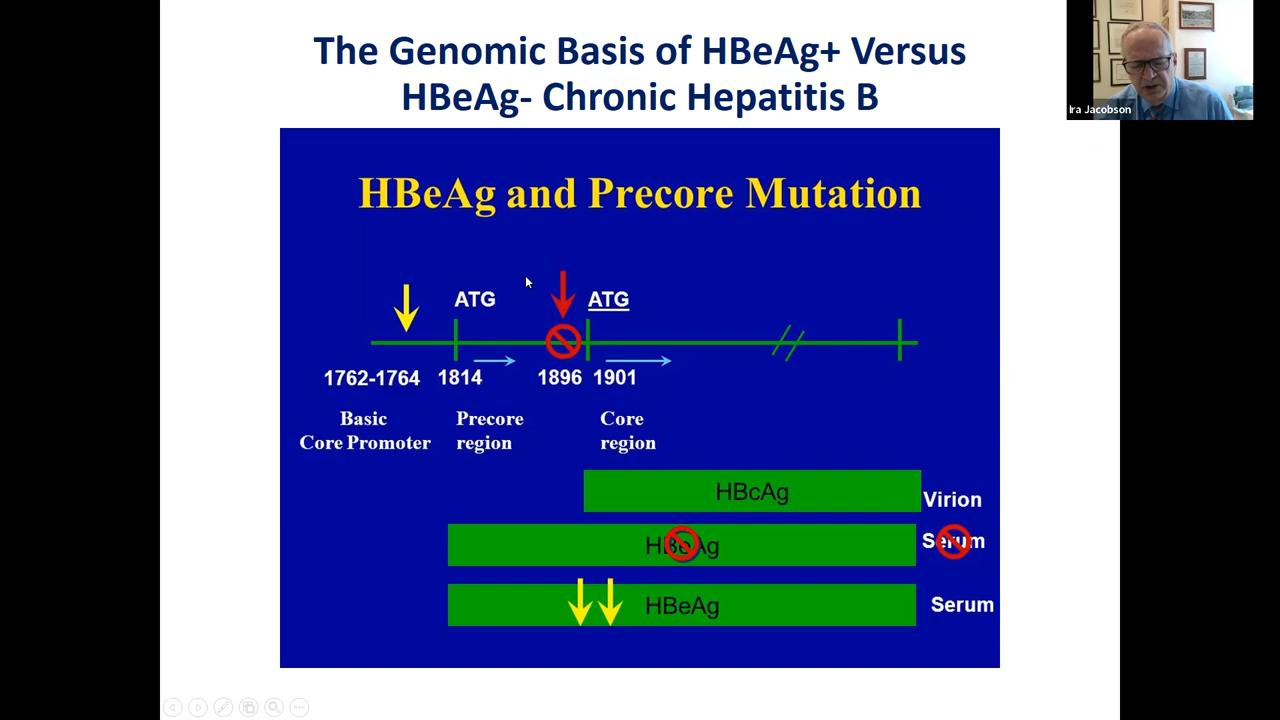 The Genomic Basis of HBeAg+ Versus
HBeAg- Chronic Hepatitis B
Ira Jacobson
HBeAg and Precore Mutation
ATG
ATG
1762-1764
1814
1896
1901
Basic
Core Promoter
Precore
region
Core
region
HBcAg
Virion
HBeAg
Serum
HBeAg
Serum